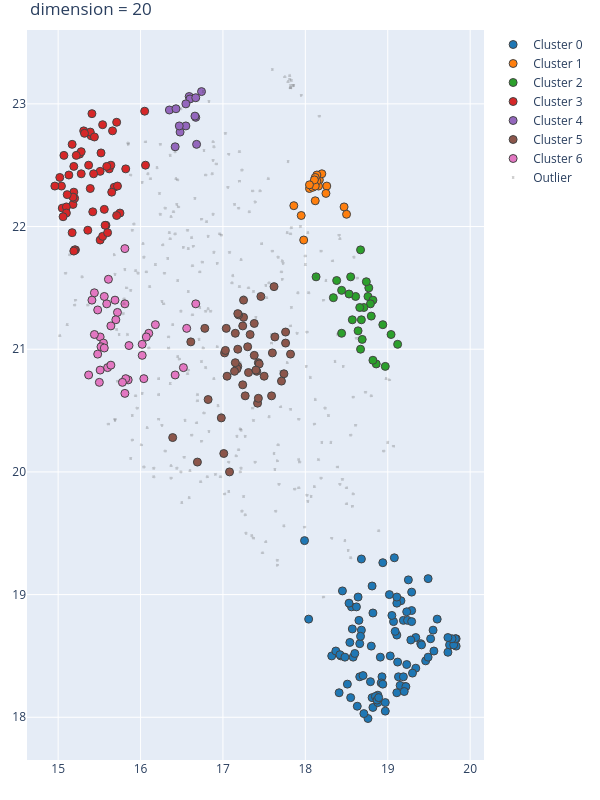 dimension = 20
Cluster 0
Cluster 1
Cluster 2
Cluster 3
Cluster 4
Cluster 5
Cluster 6
Outlier
23
22
21
20
19
18
15 16 17 18 19 20